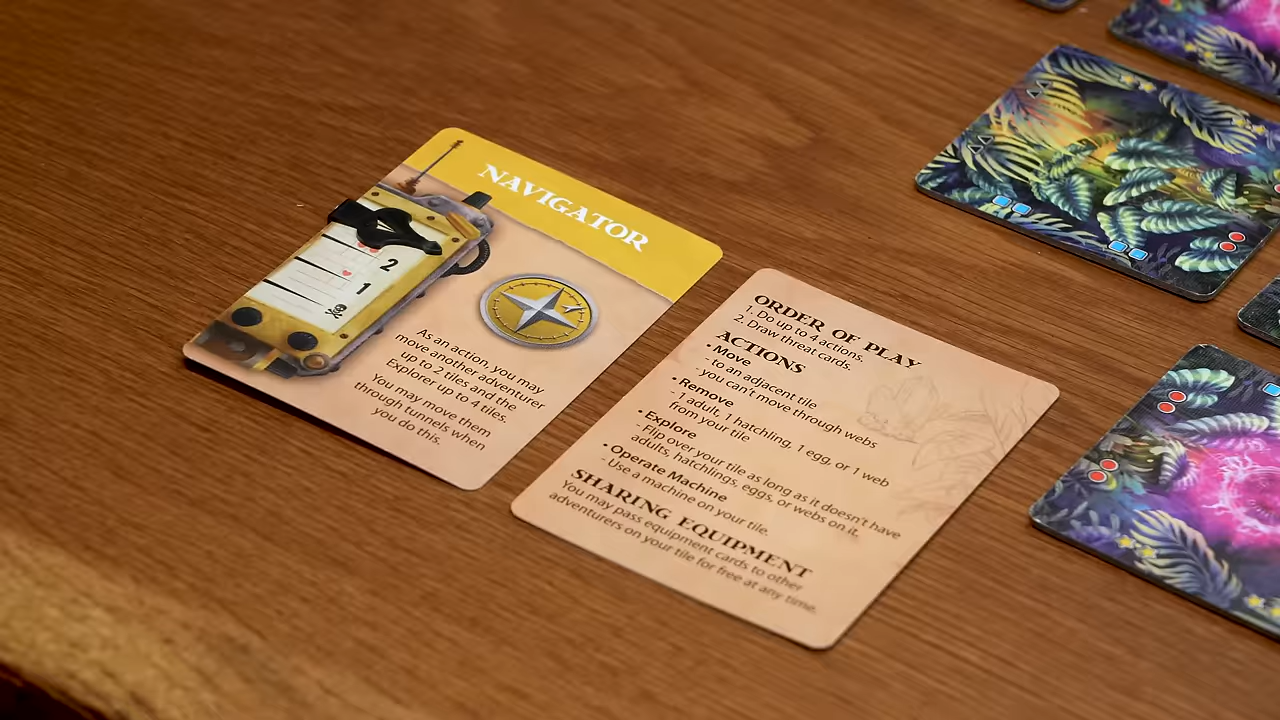 NAVIGATOR
2
1
As an action, you may
move another adventurer
up to 2 tiles and the
Explorer up to 4 tiles.
You may move them
through tunnels when
you do this.
ORDER OF PLAY
1. Do up to 4 actions.
2. Draw threat cards.
ACTIONS
• Move
- to an adjacent tile
- you can't move through webs
• Remove
- 1 adult, 1 hatchling, 1 egg, or 1 web
from your tile
• Explore
- Flip over your tile as long as it doesn't have
adults, hatchlings, eggs, or webs on it.
• Operate Machine
- Use a machine on your tile.
SHARING EQUIPMENT
You may pass equipment cards to other
adventurers on your tile for free at any time.